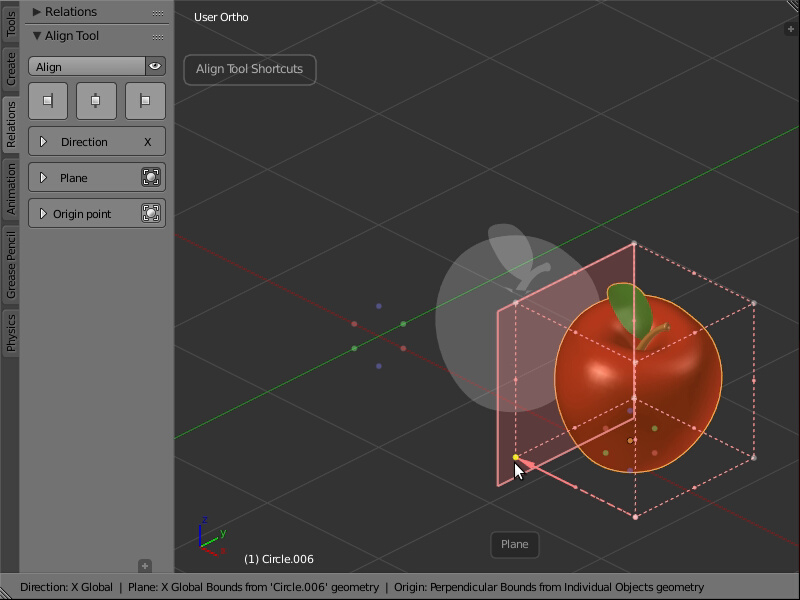 Tools
Create
Relations
Animation
Grease Pencil
Physics
Relations
Align Tool
Align
Direction X
Plane
Origin point
User Ortho
Align Tool Shortcuts
z
y
x
(1) Circle.006
Plane
Direction: X Global | Plane: X Global Bounds from 'Circle.006' geometry | Origin: Perpendicular Bounds from Individual Objects geometry